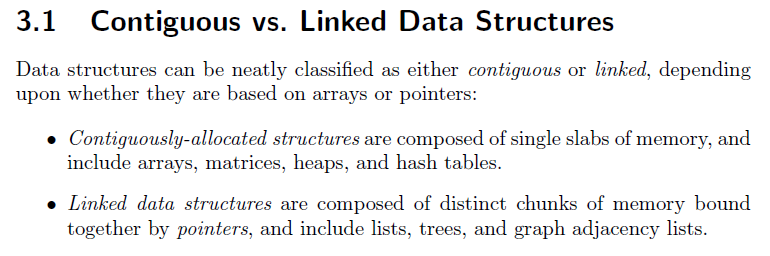 3.1 Contiguous vs. Linked Data Structures
Data structures can be neatly classified as either contiguous or linked, depending
upon whether they are based on arrays or pointers:
• Contiguously-allocated structures are composed of single slabs of memory, and
include arrays, matrices, heaps, and hash tables.
• Linked data structures are composed of distinct chunks of memory bound
together by pointers, and include lists, trees, and graph adjacency lists.